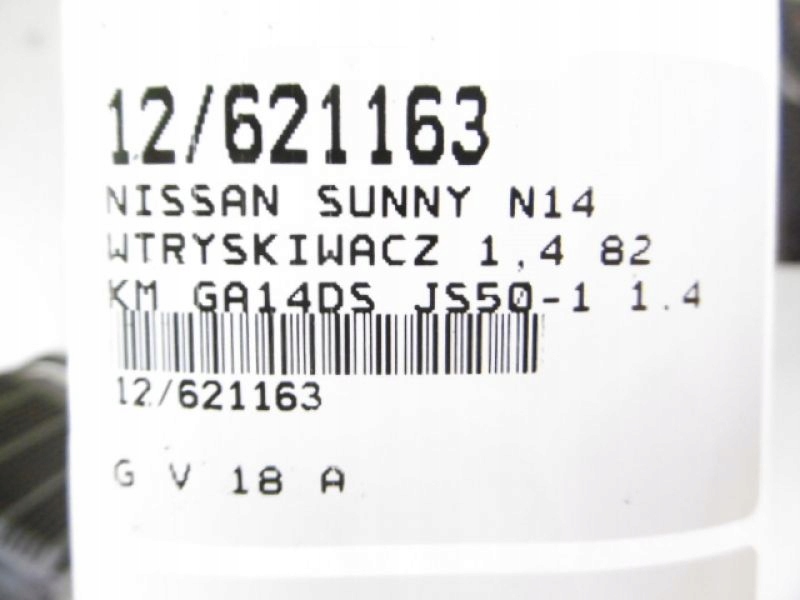 12/621163
NISSAN SUNNY N14
WTRYSKIWACZ 1,4 82
KM GA14DS JS50-1 1.4
12/621163
G V 18 A